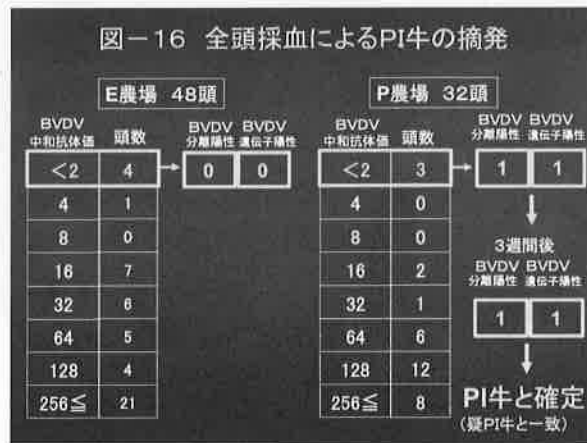 図－16 全頭採血によるPI牛の摘発
E農場 48頭
BVDV 中和抗体価 頭数 BVDV 分離陽性 BVDV 遺伝子陽性
<2 4 → 0 0
4 1
8 0
16 7
32 6
64 5
128 4
256≦ 21
P農場 32頭
BVDV 中和抗体価 頭数 BVDV 分離陽性 BVDV 遺伝子陽性
<2 3 → 1 1
4 0
8 0
16 2
32 1
64 6
128 12
256≦ 8
3週間後
BVDV 分離陽性 BVDV 遺伝子陽性
1 1
PI牛と確定
(疑PI牛と一致)